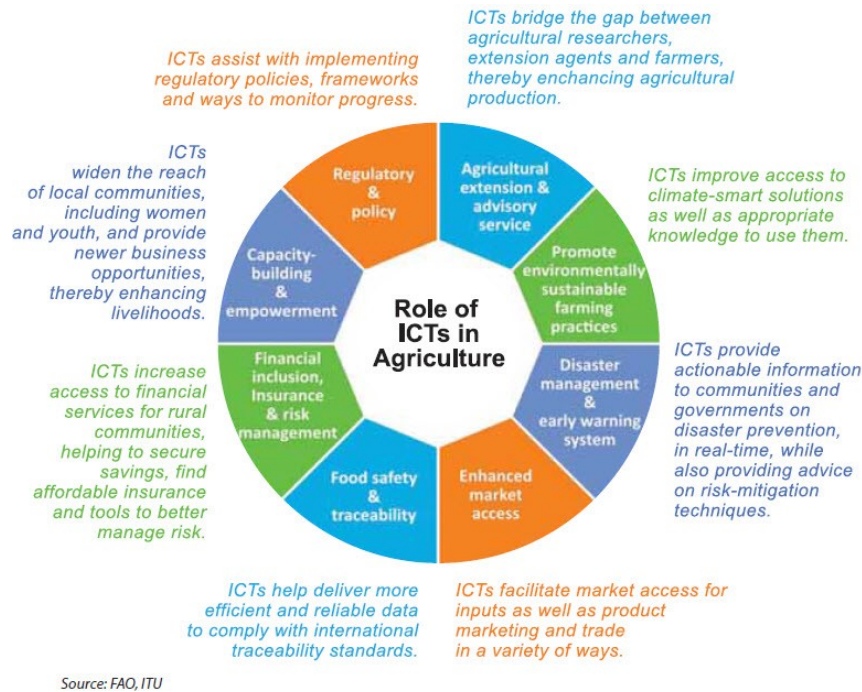 ICTs assist with implementing
regulatory policies, frameworks
and ways to monitor progress.
ICTs bridge the gap between
agricultural researchers,
extension agents and farmers,
thereby enchancing agricultural
production.
ICTs
widen the reach
of local communities,
including women
and youth, and provide
newer business
opportunities,
thereby enhancing
livelihoods.
Regulatory
&
policy
Agricultural
extension &
advisory
service
ICTs improve access to
climate-smart solutions
as well as appropriate
knowledge to use them.
Capacity-
building
&
empowerment
Promote
environmentally
sustainable
farming
practices
Role of
ICTs in
Agriculture
ICTs increase
access to financial
services for rural
communities,
helping to secure
savings, find
affordable insurance
and tools to better
manage risk.
Financial
inclusion,
Insurance
& risk
management
Disaster
management
&
early warning
system
ICTs provide
actionable information
to communities and
governments on
disaster prevention,
in real-time, while
also providing advice
on risk-mitigation
techniques.
Food safety
&
traceability
Enhanced
market
access
ICTs help deliver more
efficient and reliable data
to comply with international
traceability standards.
ICTs facilitate market access for
inputs as well as product
marketing and trade
in a variety of ways.
Source: FAO, ITU